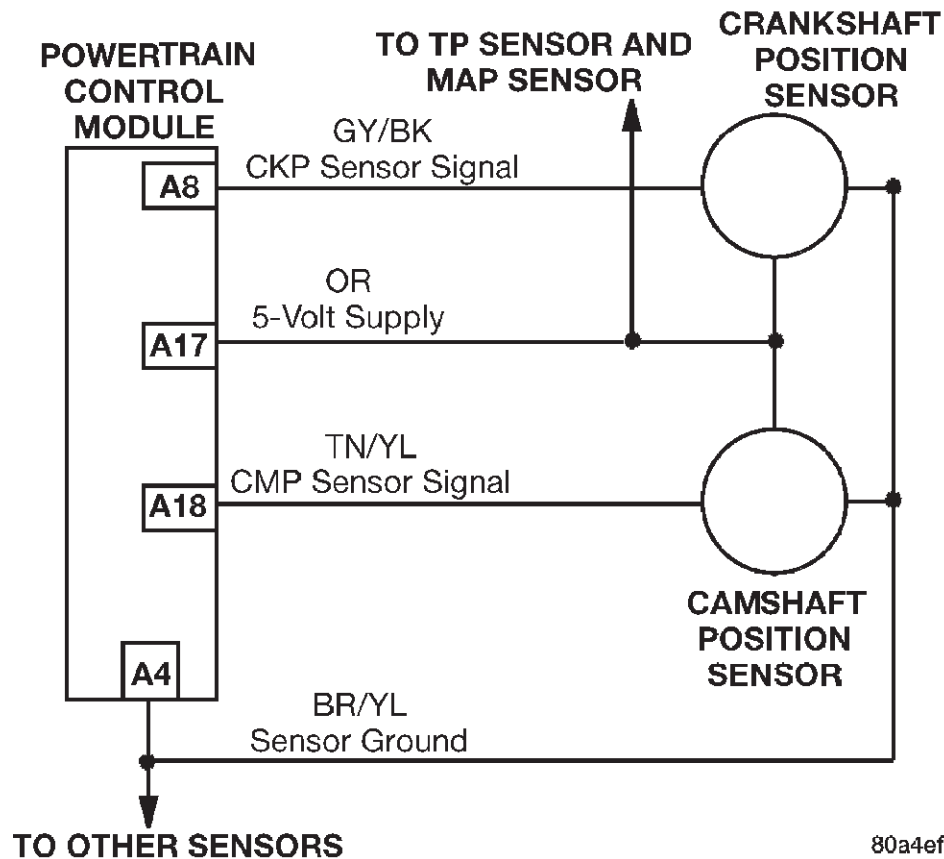 POWERTRAIN
CONTROL
MODULE
TO TP SENSOR AND
MAP SENSOR
CRANKSHAFT
POSITION
SENSOR
A8
GY/BK
CKP Sensor Signal
A17
OR
5-Volt Supply
A18
TN/YL
CMP Sensor Signal
CAMSHAFT
POSITION
SENSOR
A4
BR/YL
Sensor Ground
TO OTHER SENSORS
80a4ef